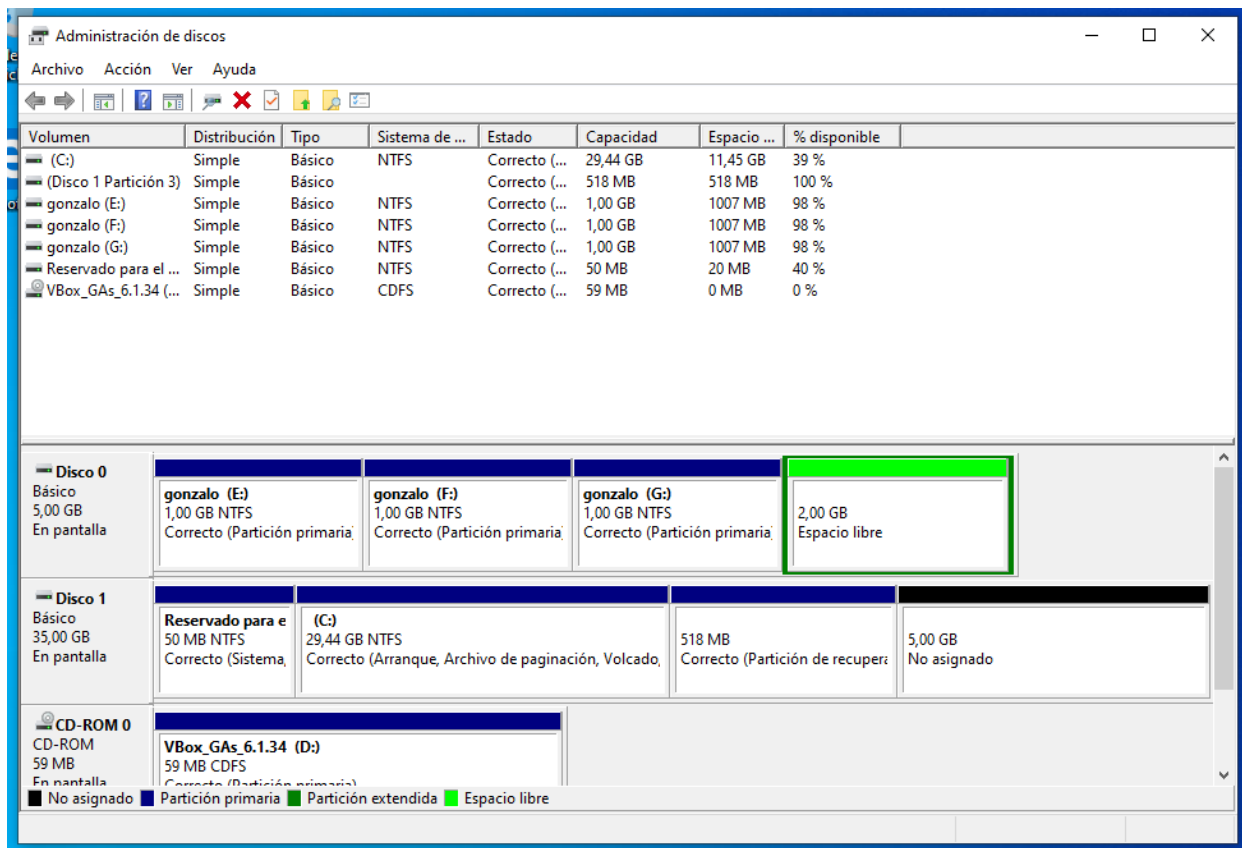 Administración de discos
Archivo Acción Ver Ayuda
Volumen Distribución Tipo Sistema de ... Estado Capacidad Espacio ... % disponible
(C:) Simple Básico NTFS Correcto (... 29,44 GB 11,45 GB 39 %
(Disco 1 Partición 3) Simple Básico Correcto (... 518 MB 518 MB 100 %
gonzalo (E:) Simple Básico NTFS Correcto (... 1,00 GB 1007 MB 98 %
gonzalo (F:) Simple Básico NTFS Correcto (... 1,00 GB 1007 MB 98 %
gonzalo (G:) Simple Básico NTFS Correcto (... 1,00 GB 1007 MB 98 %
Reservado para el ... Simple Básico NTFS Correcto (... 50 MB 20 MB 40 %
VBox_GAs_6.1.34 (... Simple Básico CDFS Correcto (... 59 MB 0 MB 0 %
Disco 0
Básico
5,00 GB
En pantalla
gonzalo (E:)
1,00 GB NTFS
Correcto (Partición primaria)
gonzalo (F:)
1,00 GB NTFS
Correcto (Partición primaria)
gonzalo (G:)
1,00 GB NTFS
Correcto (Partición primaria)
2,00 GB
Espacio libre
Disco 1
Básico
35,00 GB
En pantalla
Reservado para e
50 MB NTFS
Correcto (Sistema,
(C:)
29,44 GB NTFS
Correcto (Arranque, Archivo de paginación, Volcado,
518 MB
Correcto (Partición de recupera
5,00 GB
No asignado
CD-ROM 0
CD-ROM
59 MB
En pantalla
VBox_GAs_6.1.34 (D:)
59 MB CDFS
Correcto (Partición primaria)
No asignado Partición primaria Partición extendida Espacio libre